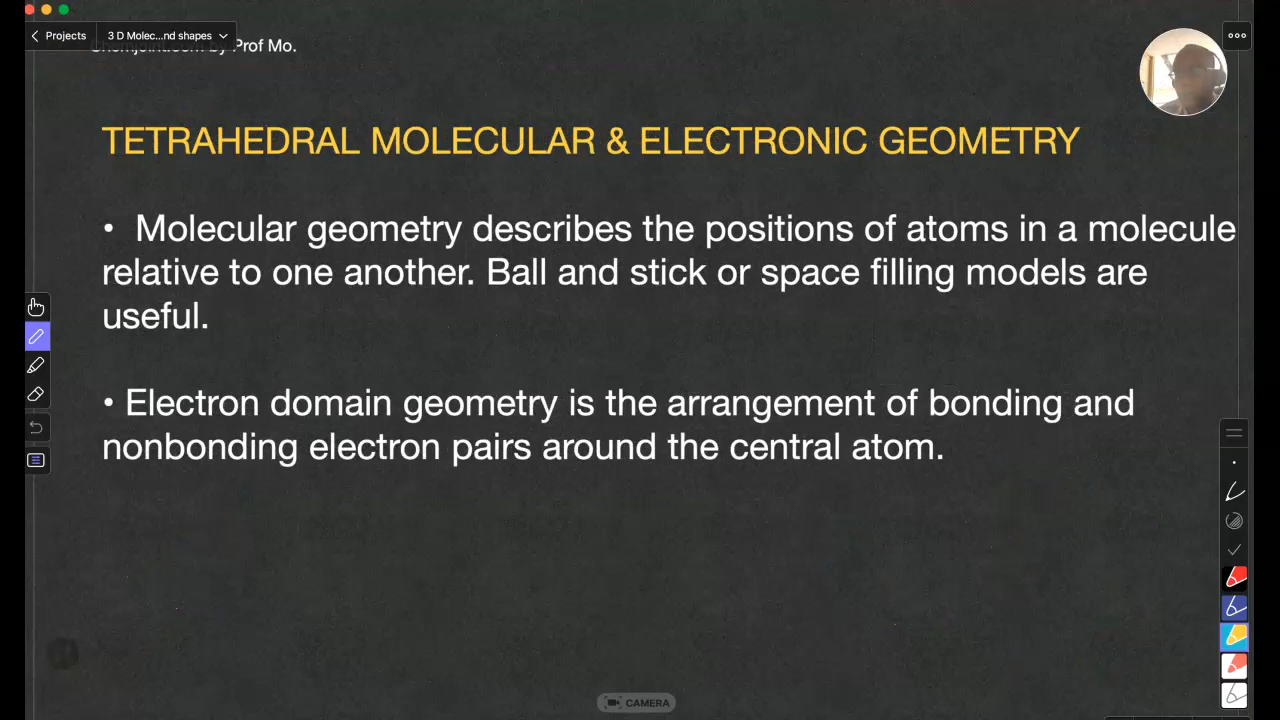 Projects
3 D Molec...nd shapes
by Prof Mo.
TETRAHEDRAL MOLECULAR & ELECTRONIC GEOMETRY
• Molecular geometry describes the positions of atoms in a molecule
relative to one another. Ball and stick or space filling models are
useful.
• Electron domain geometry is the arrangement of bonding and
nonbonding electron pairs around the central atom.
CAMERA